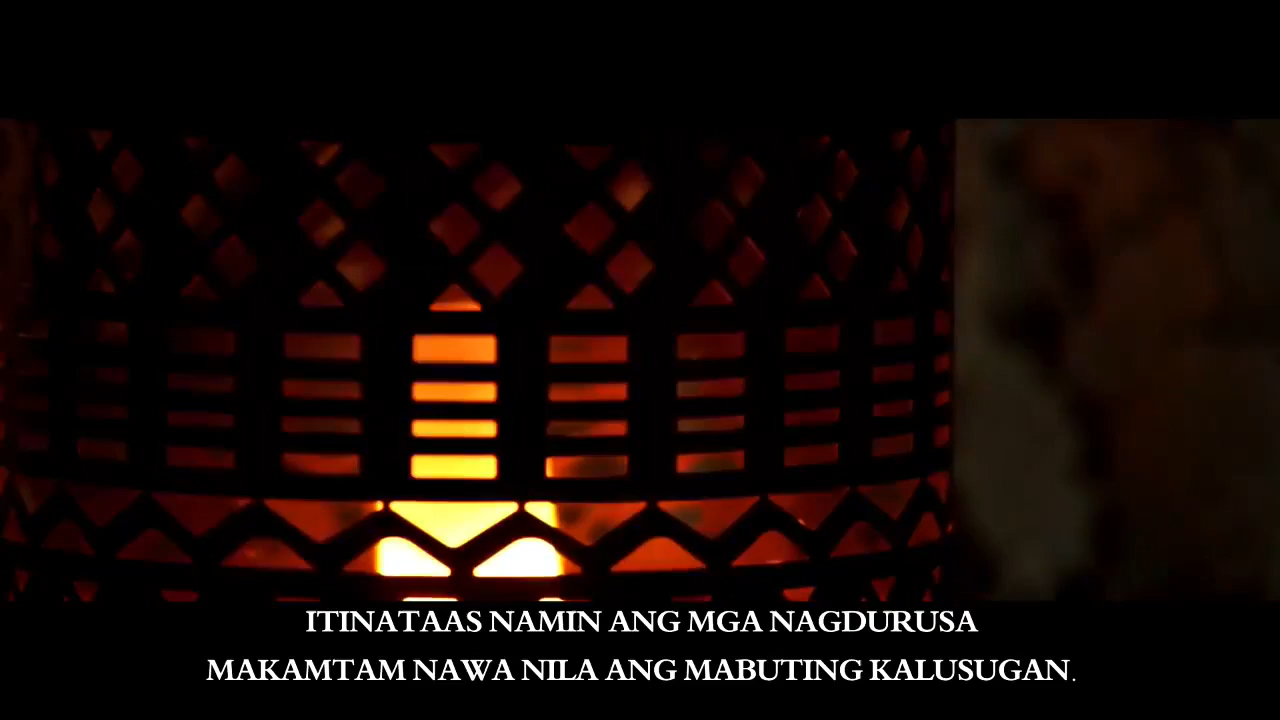 ITINATAAS NAMIN ANG MGA NAGDURUSA
MAKAMTAM NAWA NILA ANG MABUTING KALUSUGAN.